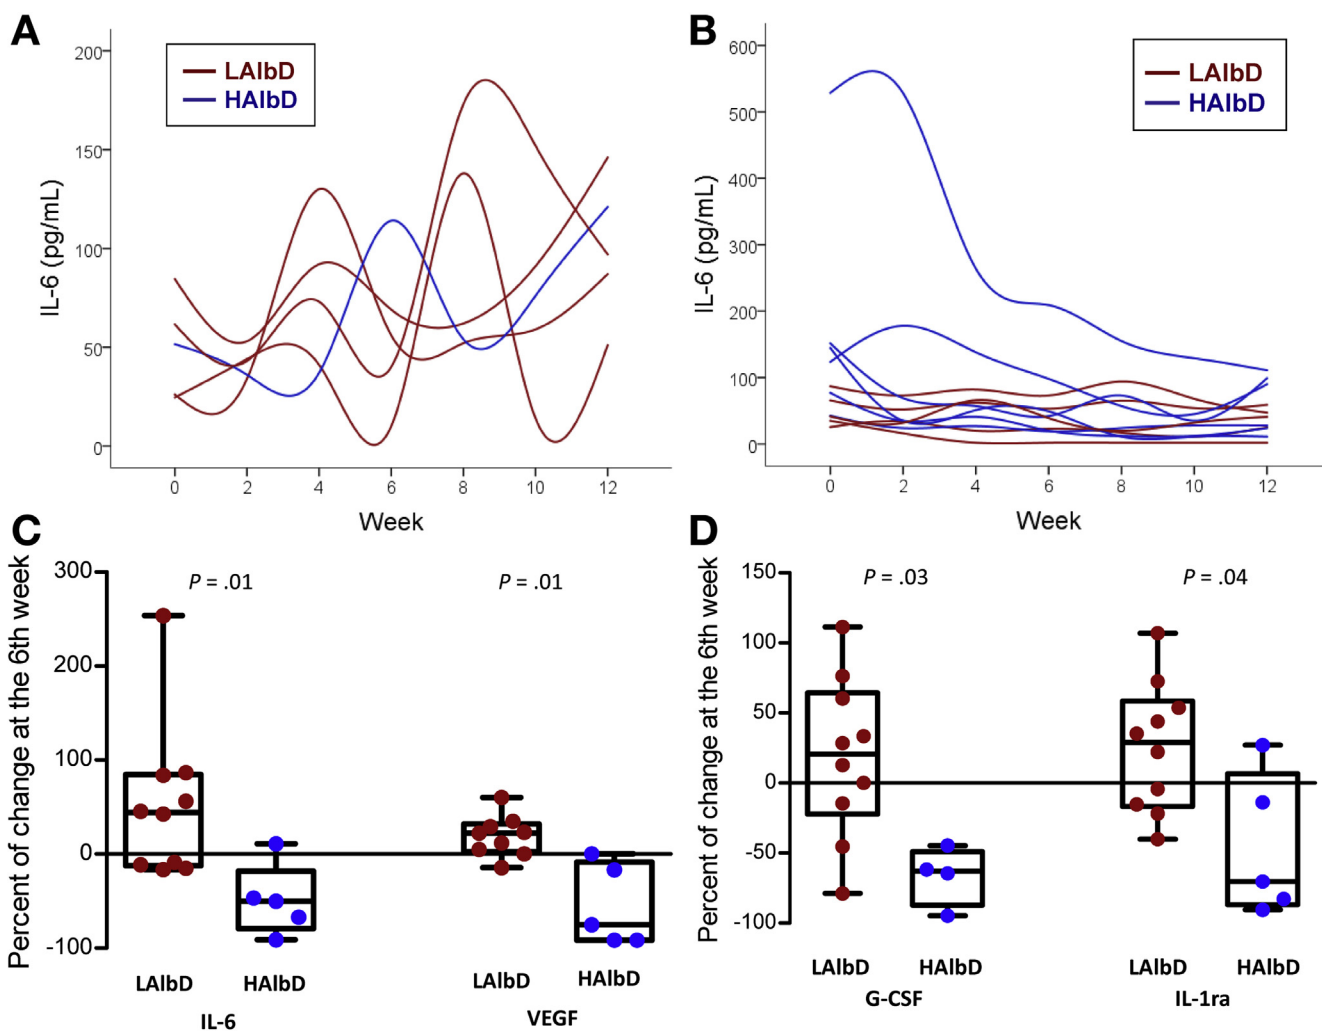 A
200
150
100
50
0
IL-6 (pg/mL)
LAlbD
HAlbD
0 2 4 6 8 10 12
Week
B
600
500
400
300
200
100
0
IL-6 (pg/mL)
LAlbD
HAlbD
0 2 4 6 8 10 12
Week
C
Percent of change at the 6th week
300
200
100
0
-100
P = .01
P = .01
LAlbD HAlbD LAlbD HAlbD
IL-6 VEGF
D
Percent of change at the 6th week
150
100
50
0
-50
-100
P = .03
P = .04
LAlbD HAlbD LAlbD HAlbD
G-CSF IL-1ra